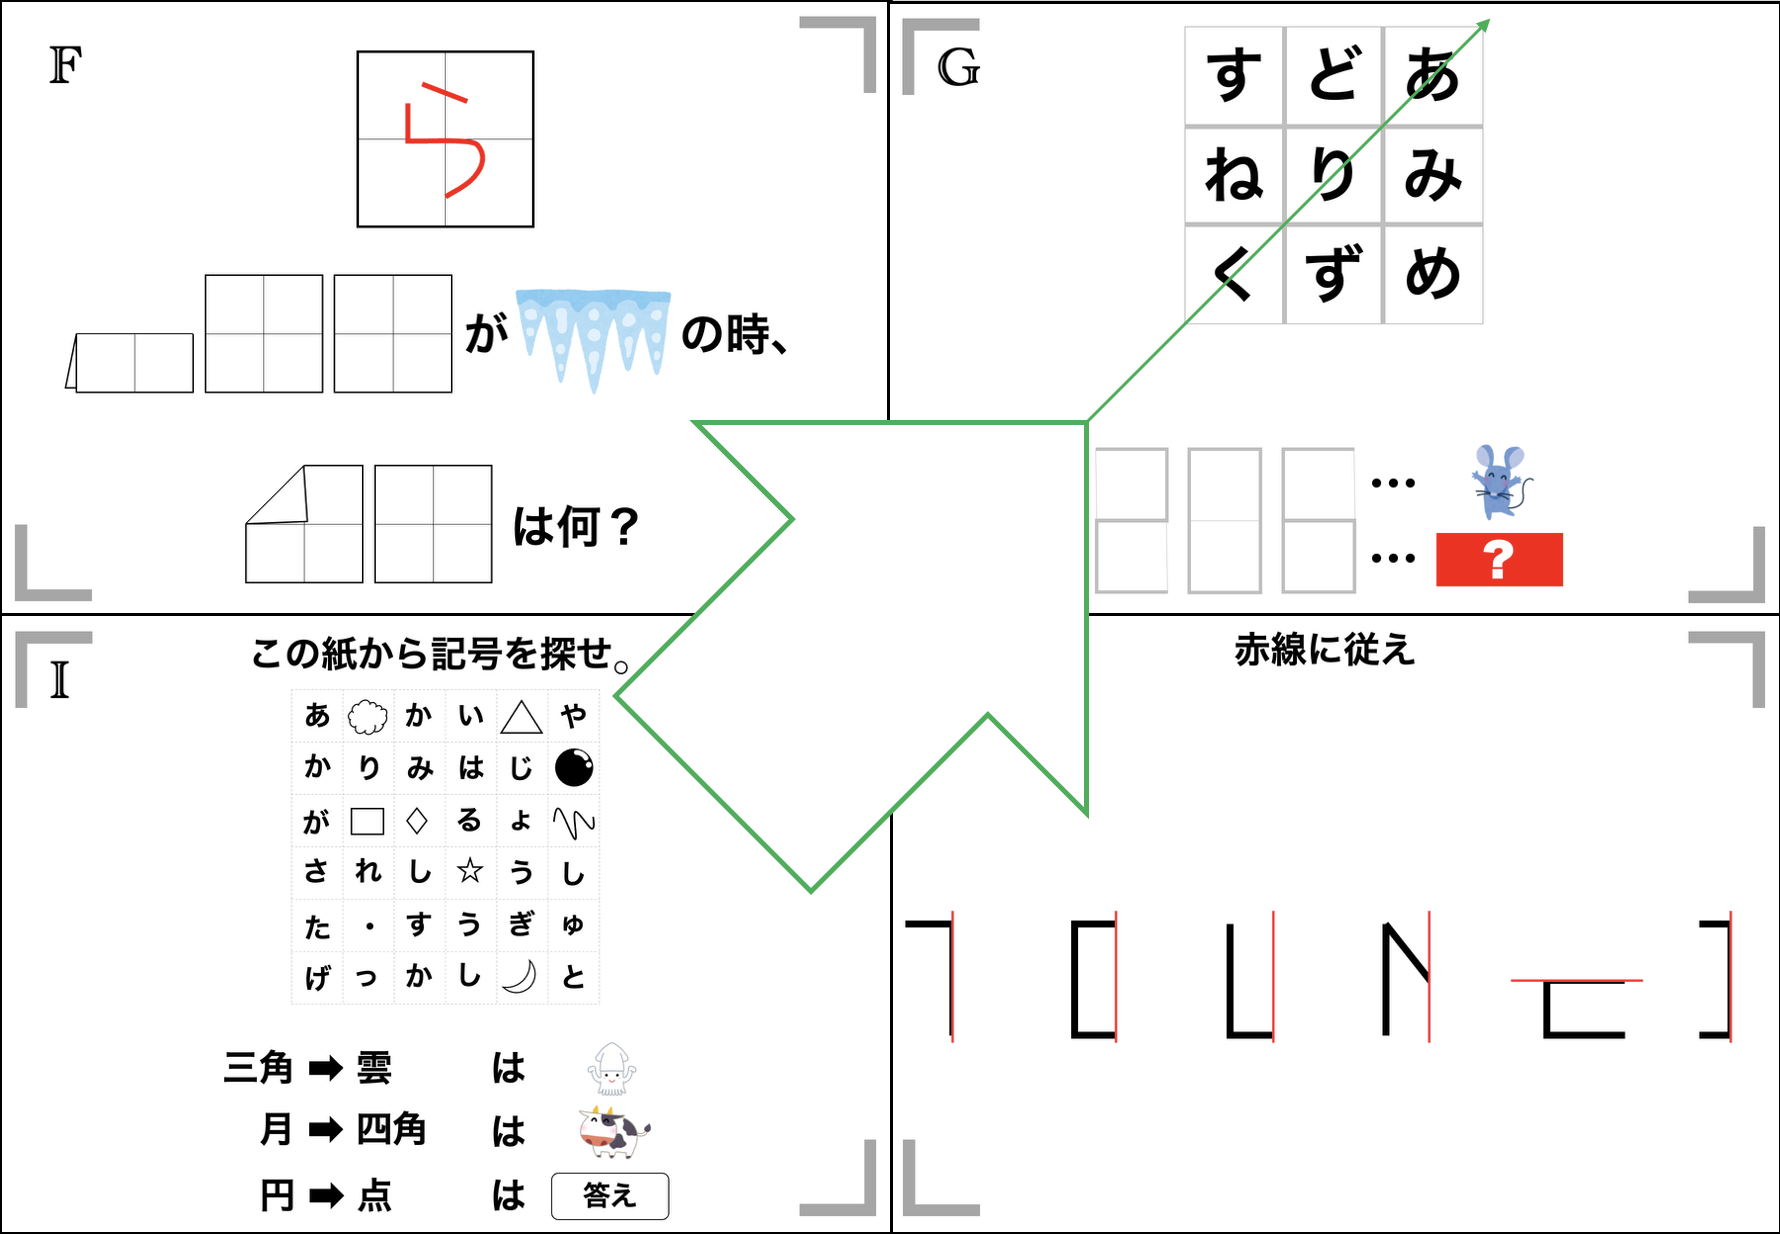 F
ら
が
の時、
は何？
G
すどあ
ねりみ
くずめ
…
…
?
I
この紙から記号を探せ。
あ かい や
かりみはじ
が るょ
されし うし
た・すうぎゅ
げっかし と
三角➡雲 は
月➡四角 は
円➡点 は 答え
赤線に従え